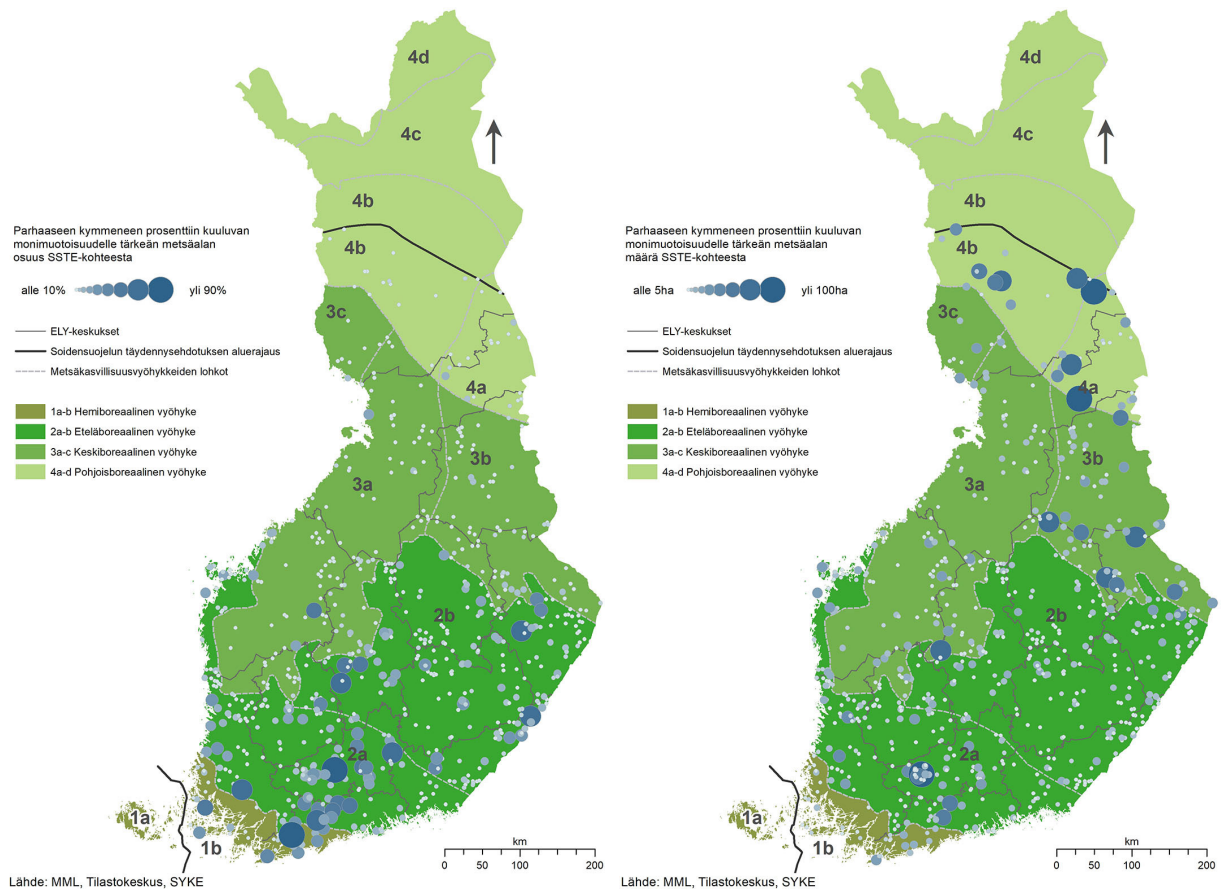 4d
4c
4b
4b
3c
4a
3b
3a
2b
2a
1a
1b
Parhaaseen kymmeneen prosenttiin kuuluvan
monimuotoisuudelle tärkeän metsäalan
osuus SSTE-kohteesta
alle 10% yli 90%
ELY-keskukset
Soidensuojelun täydennysehdotuksen aluerajaus
Metsäkasvillisuusvyöhykkeiden lohkot
1a-b Hemiboreaalinen vyöhyke
2a-b Eteläboreaalinen vyöhyke
3a-c Keskiboreaalinen vyöhyke
4a-d Pohjoisboreaalinen vyöhyke
km
0 50 100 200
Lähde: MML, Tilastokeskus, SYKE
4d
4c
4b
4b
3c
4a
3b
3a
2b
2a
1a
1b
Parhaaseen kymmeneen prosenttiin kuuluvan
monimuotoisuudelle tärkeän metsäalan
määrä SSTE-kohteesta
alle 5ha yli 100ha
ELY-keskukset
Soidensuojelun täydennysehdotuksen aluerajaus
Metsäkasvillisuusvyöhykkeiden lohkot
1a-b Hemiboreaalinen vyöhyke
2a-b Eteläboreaalinen vyöhyke
3a-c Keskiboreaalinen vyöhyke
4a-d Pohjoisboreaalinen vyöhyke
km
0 50 100 200
Lähde: MML, Tilastokeskus, SYKE